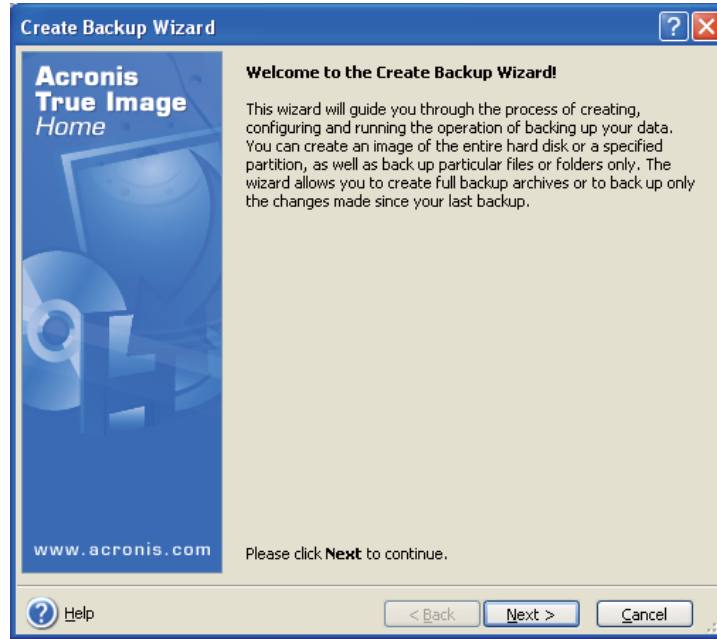 Create Backup Wizard
Acronis
True Image
Home
Welcome to the Create Backup Wizard!
This wizard will guide you through the process of creating,
configuring and running the operation of backing up your data.
You can create an image of the entire hard disk or a specified
partition, as well as back up particular files or folders only. The
wizard allows you to create full backup archives or to back up only
the changes made since your last backup.
www.acronis.com
Please click Next to continue.
Help
< Back
Next >
Cancel